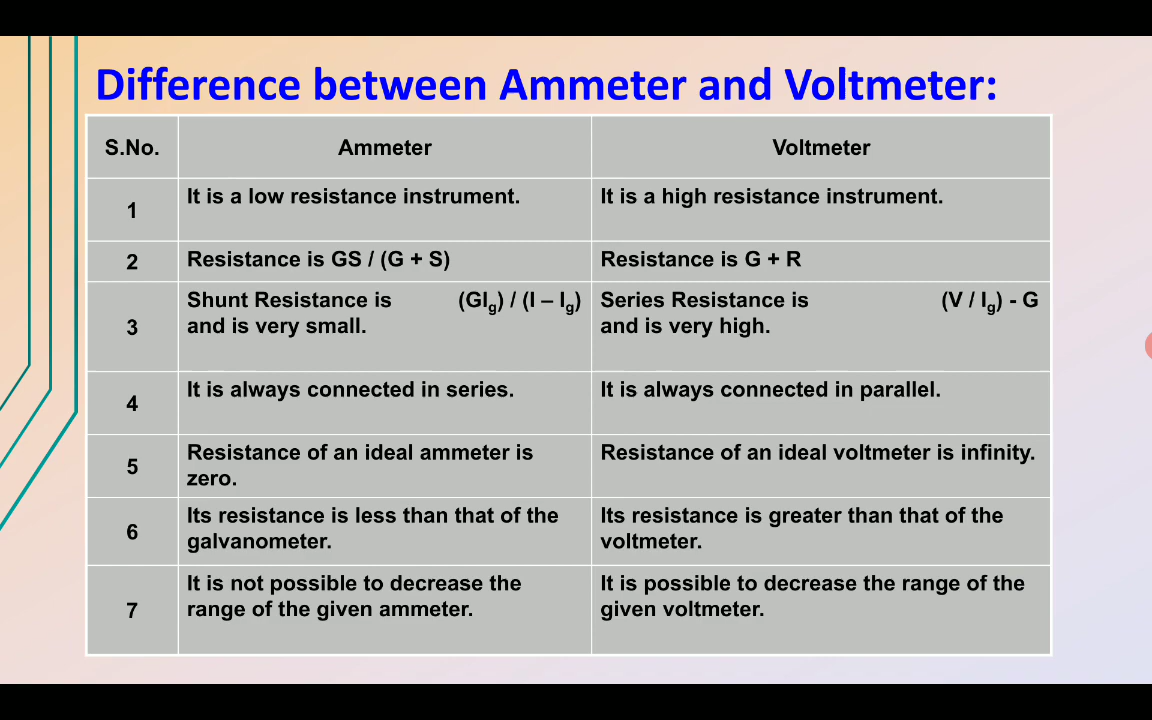 Difference between Ammeter and Voltmeter:
S.No. Ammeter Voltmeter
1 It is a low resistance instrument. It is a high resistance instrument.
2 Resistance is GS / (G + S) Resistance is G + R
3 Shunt Resistance is (GIg) / (I – Ig) and is very small. Series Resistance is (V / Ig) - G and is very high.
4 It is always connected in series. It is always connected in parallel.
5 Resistance of an ideal ammeter is zero. Resistance of an ideal voltmeter is infinity.
6 Its resistance is less than that of the galvanometer. Its resistance is greater than that of the voltmeter.
7 It is not possible to decrease the range of the given ammeter. It is possible to decrease the range of the given voltmeter.